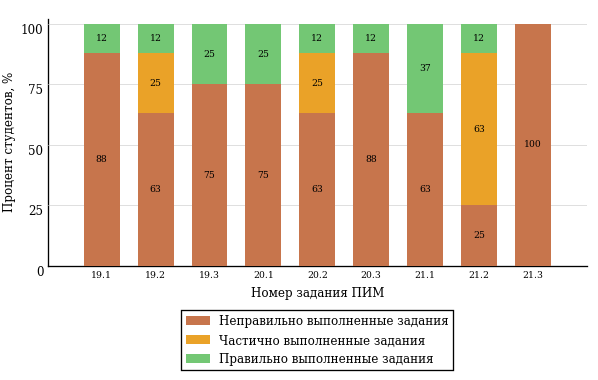 Процент студентов, %
100
75
50
25
0
12 12 25 25 12 12 37 12
25 25 63
88 63 75 75 63 88 63 25 100
19.1 19.2 19.3 20.1 20.2 20.3 21.1 21.2 21.3
Номер задания ПИМ
Неправильно выполненные задания
Частично выполненные задания
Правильно выполненные задания